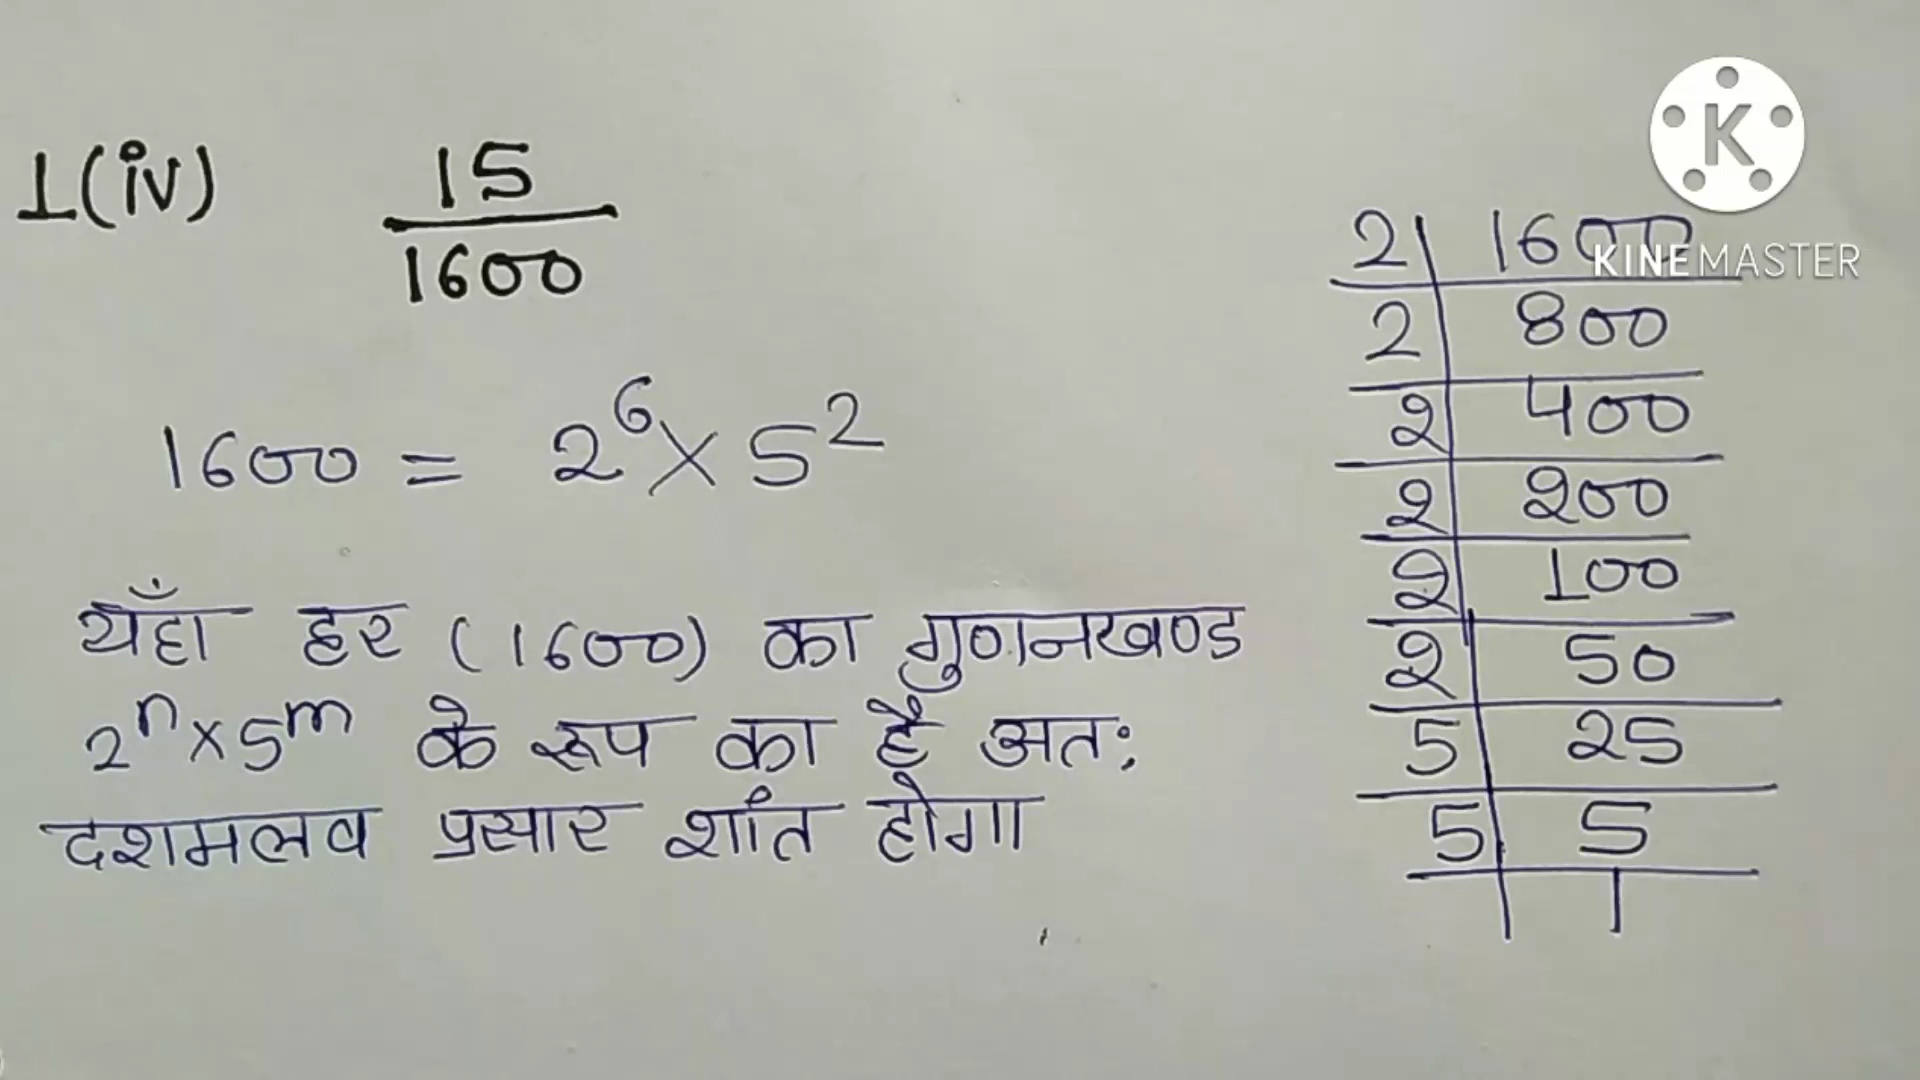 1(iv) 15/1600
1600 = 2⁶ × 5²
यहाँ हर (1600) का गुणनखण्ड
2ⁿ × 5ᵐ के रूप का है अतः
दशमलव प्रसार शांत होगा
2 | 1600
2 | 800
2 | 400
2 | 200
2 | 100
2 | 50
5 | 25
5 | 5
| 1
K
KINEMASTER